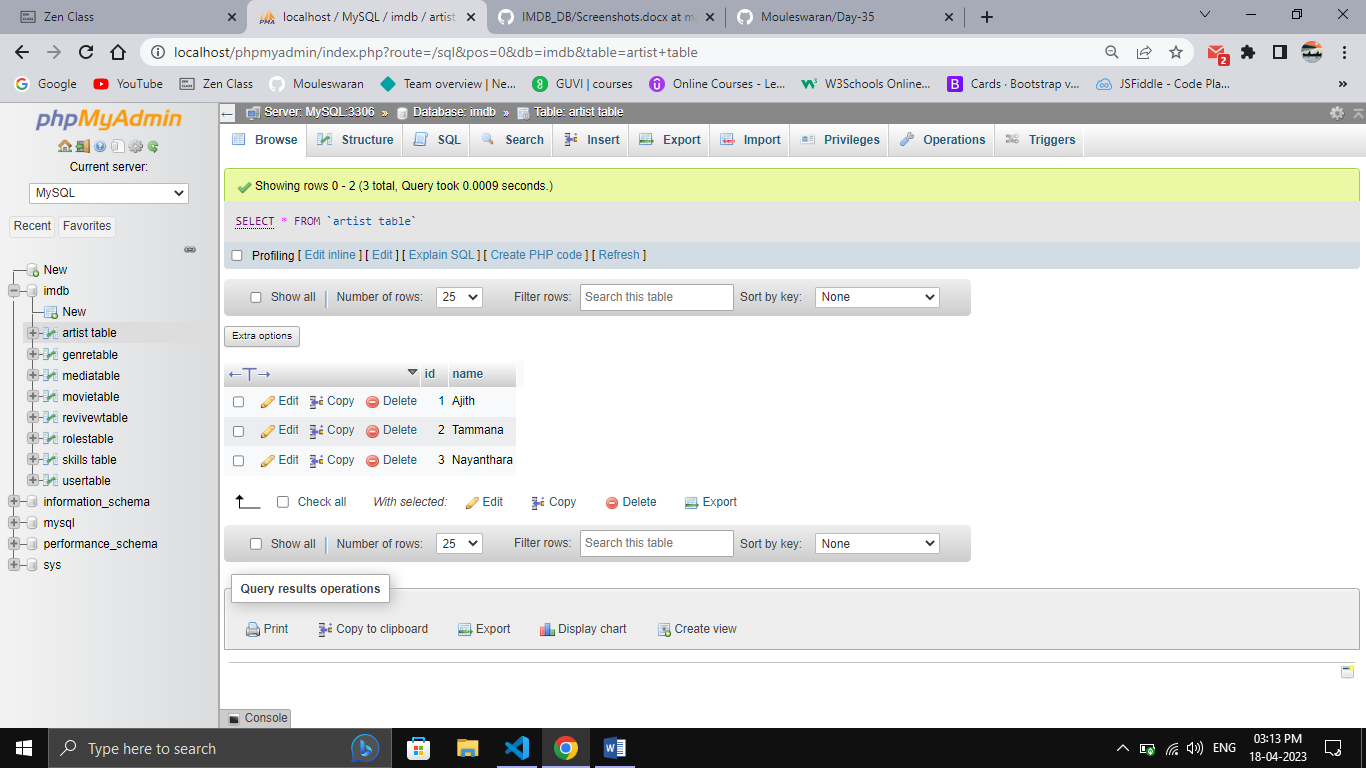 Zen Class
localhost / MySQL / imdb / artist
IMDB_DB/Screenshots.docx at m
Mouleswaran/Day-35
localhost/phpmyadmin/index.php?route=/sql&pos=0&db=imdb&table=artist+table
2
Google
YouTube
Zen Class
Mouleswaran
Team overview | Ne...
GUVI | courses
Online Courses - Le...
W3Schools Online...
Cards · Bootstrap v...
JSFiddle - Code Pla...
»
phpMyAdmin
Current server:
MySQL
Recent Favorites
New
imdb
New
artist table
genretable
mediatable
movietable
revivewtable
rolestable
skills table
usertable
information_schema
mysql
performance_schema
sys
Server: MySQL:3306 » Database: imdb » Table: artist table
Browse Structure SQL Search Insert Export Import Privileges Operations Triggers
Showing rows 0 - 2 (3 total, Query took 0.0009 seconds.)
SELECT * FROM `artist table`
Profiling [ Edit inline ] [ Edit ] [ Explain SQL ] [ Create PHP code ] [ Refresh ]
Show all Number of rows: 25 Filter rows: Search this table Sort by key: None
Extra options
id name
Edit Copy Delete 1 Ajith
Edit Copy Delete 2 Tammana
Edit Copy Delete 3 Nayanthara
Check all With selected: Edit Copy Delete Export
Show all Number of rows: 25 Filter rows: Search this table Sort by key: None
Query results operations
Print Copy to clipboard Export Display chart Create view
Console
Type here to search
ENG
03:13 PM
18-04-2023